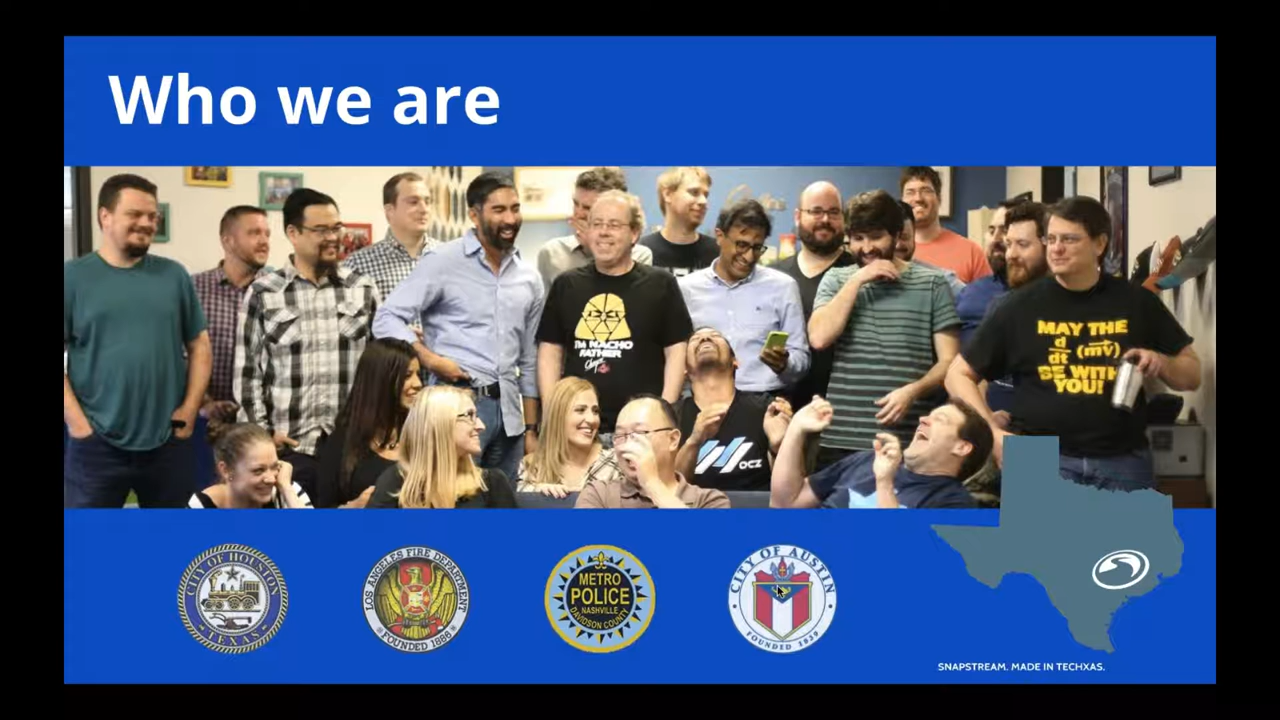 Who we are
I'M NACHO
FATHER
MAY THE
d
dt (mv)
BE WITH
YOU!
OCZ
CITY OF HOUSTON
TEXAS
LOS ANGELES FIRE DEPARTMENT
FOUNDED 1886
METRO
POLICE
NASHVILLE
DAVIDSON COUNTY
CITY OF AUSTIN
FOUNDED 1839
SNAPSTREAM. MADE IN TECHXAS.